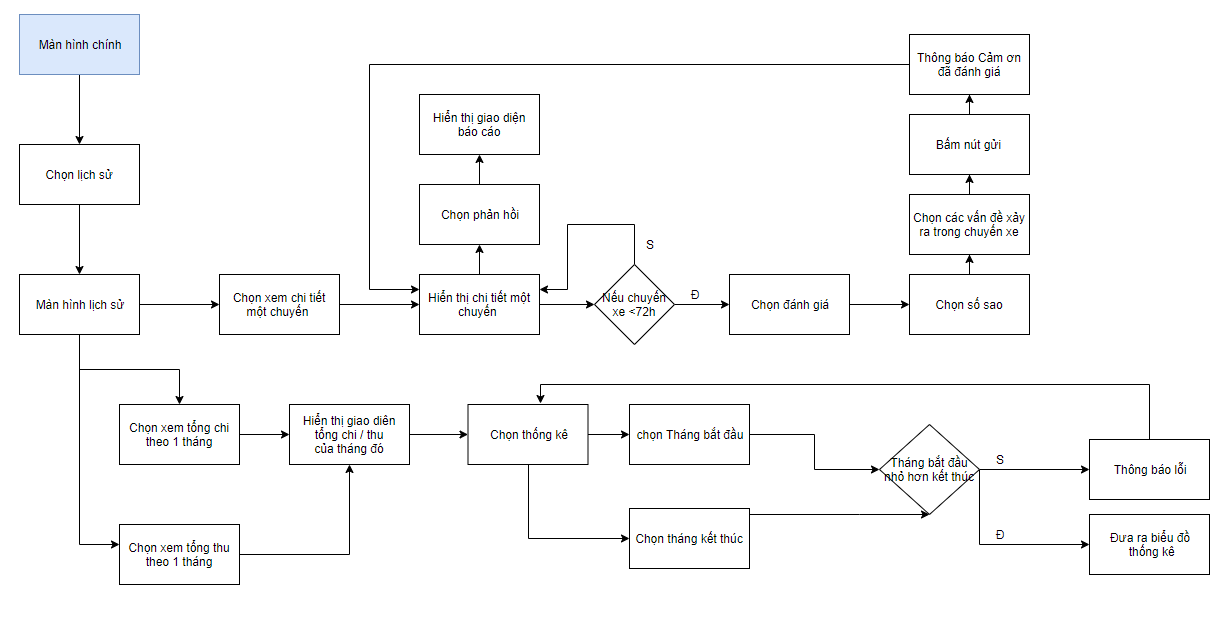 Màn hình chính
Chọn lịch sử
Màn hình lịch sử
Chọn xem chi tiết
một chuyến
Hiển thị giao diện
báo cáo
Chọn phản hồi
Hiển thị chi tiết một
chuyến
S
Nếu chuyến
xe <72h
Đ
Chọn đánh giá
Thông báo Cảm ơn
đã đánh giá
Bấm nút gửi
Chọn các vấn đề xảy
ra trong chuyến xe
Chọn số sao
Chọn xem tổng chi
theo 1 tháng
Hiển thị giao diên
tổng chi / thu
của tháng đó
Chọn thống kê
chọn Tháng bắt đầu
Tháng bắt đầu
nhỏ hơn kết thúc
S
Thông báo lỗi
Chọn xem tổng thu
theo 1 tháng
Chọn tháng kết thúc
Đ
Đưa ra biểu đồ
thống kê